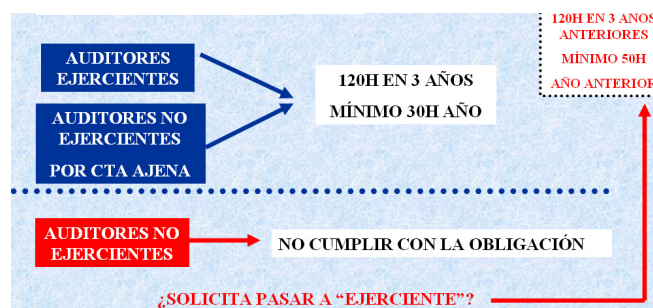 120H EN 3 AÑOS
ANTERIORES
MÍNIMO 50H
AÑO ANTERIOR
AUDITORES
EJERCIENTES
120H EN 3 AÑOS
MÍNIMO 30H AÑO
AUDITORES NO
EJERCIENTES
POR CTA AJENA
AUDITORES NO
EJERCIENTES
NO CUMPLIR CON LA OBLIGACIÓN
¿SOLICITA PASAR A “EJERCIENTE”?